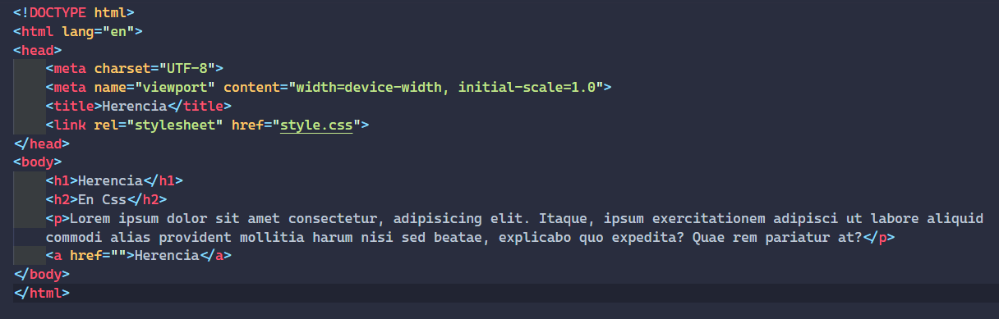 <!DOCTYPE html>
<html lang="en">
<head>
    <meta charset="UTF-8">
    <meta name="viewport" content="width=device-width, initial-scale=1.0">
    <title>Herencia</title>
    <link rel="stylesheet" href="style.css">
</head>
<body>
    <h1>Herencia</h1>
    <h2>En Css</h2>
    <p>Lorem ipsum dolor sit amet consectetur, adipisicing elit. Itaque, ipsum exercitationem adipisci ut labore aliquid
    commodi alias provident mollitia harum nisi sed beatae, explicabo quo expedita? Quae rem pariatur at?</p>
    <a href="">Herencia</a>
</body>
</html>